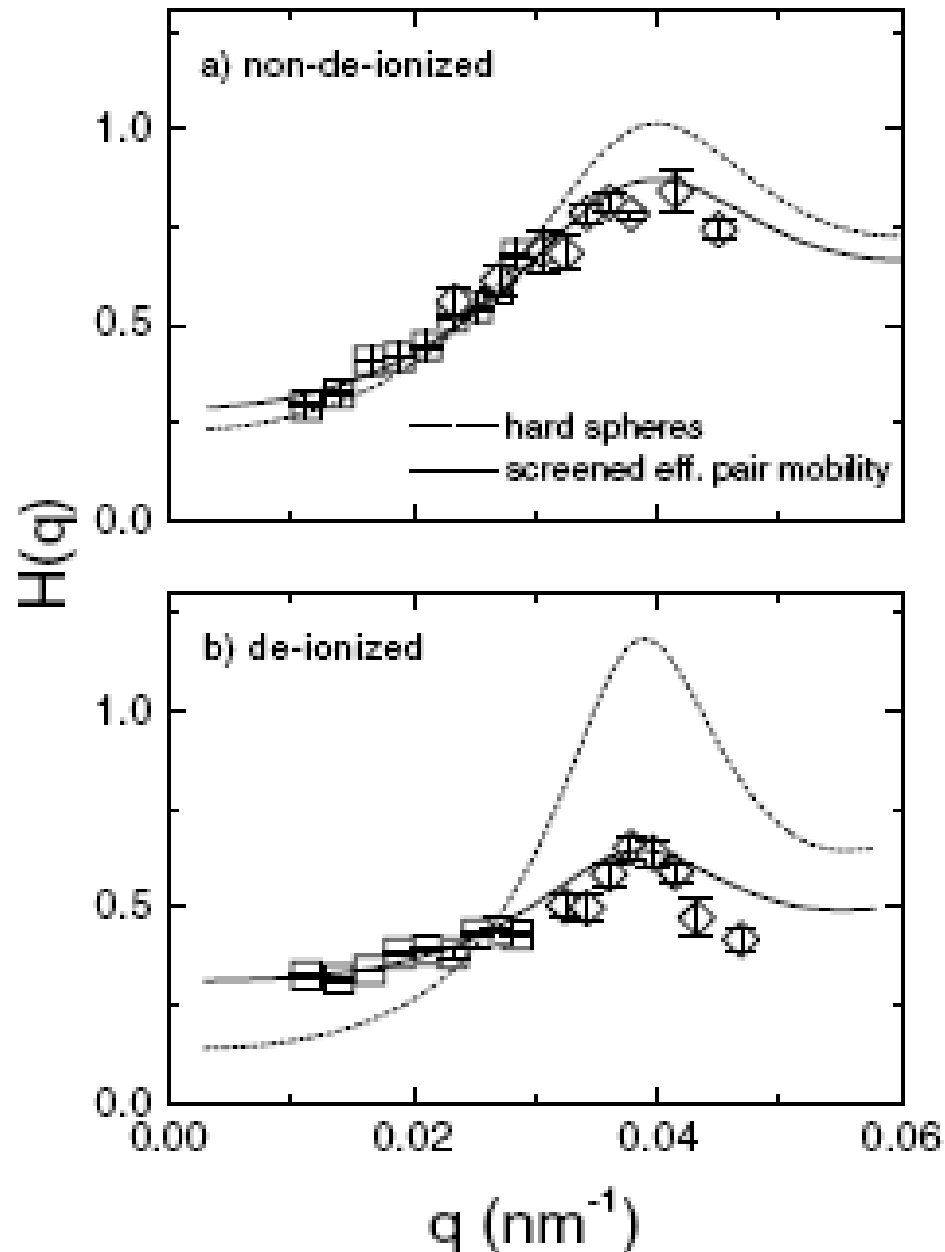 a) non-de-ionized
1.0
0.5
0.0
hard spheres
screened eff. pair mobility
H(q)
b) de-ionized
1.0
0.5
0.0
0.00 0.02 0.04 0.06
q (nm⁻¹)